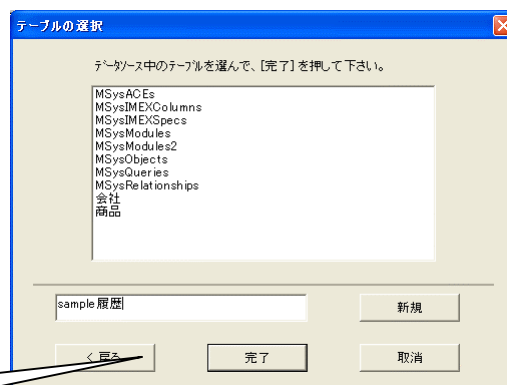 テーブルの選択
データソース中のテーブルを選んで、[完了] を押して下さい。
MSysACEs
MSysIMEXColumns
MSysIMEXSpecs
MSysModules
MSysModules2
MSysObjects
MSysQueries
MSysRelationships
会社
商品
sample履歴
新規
< 戻る
完了
取消